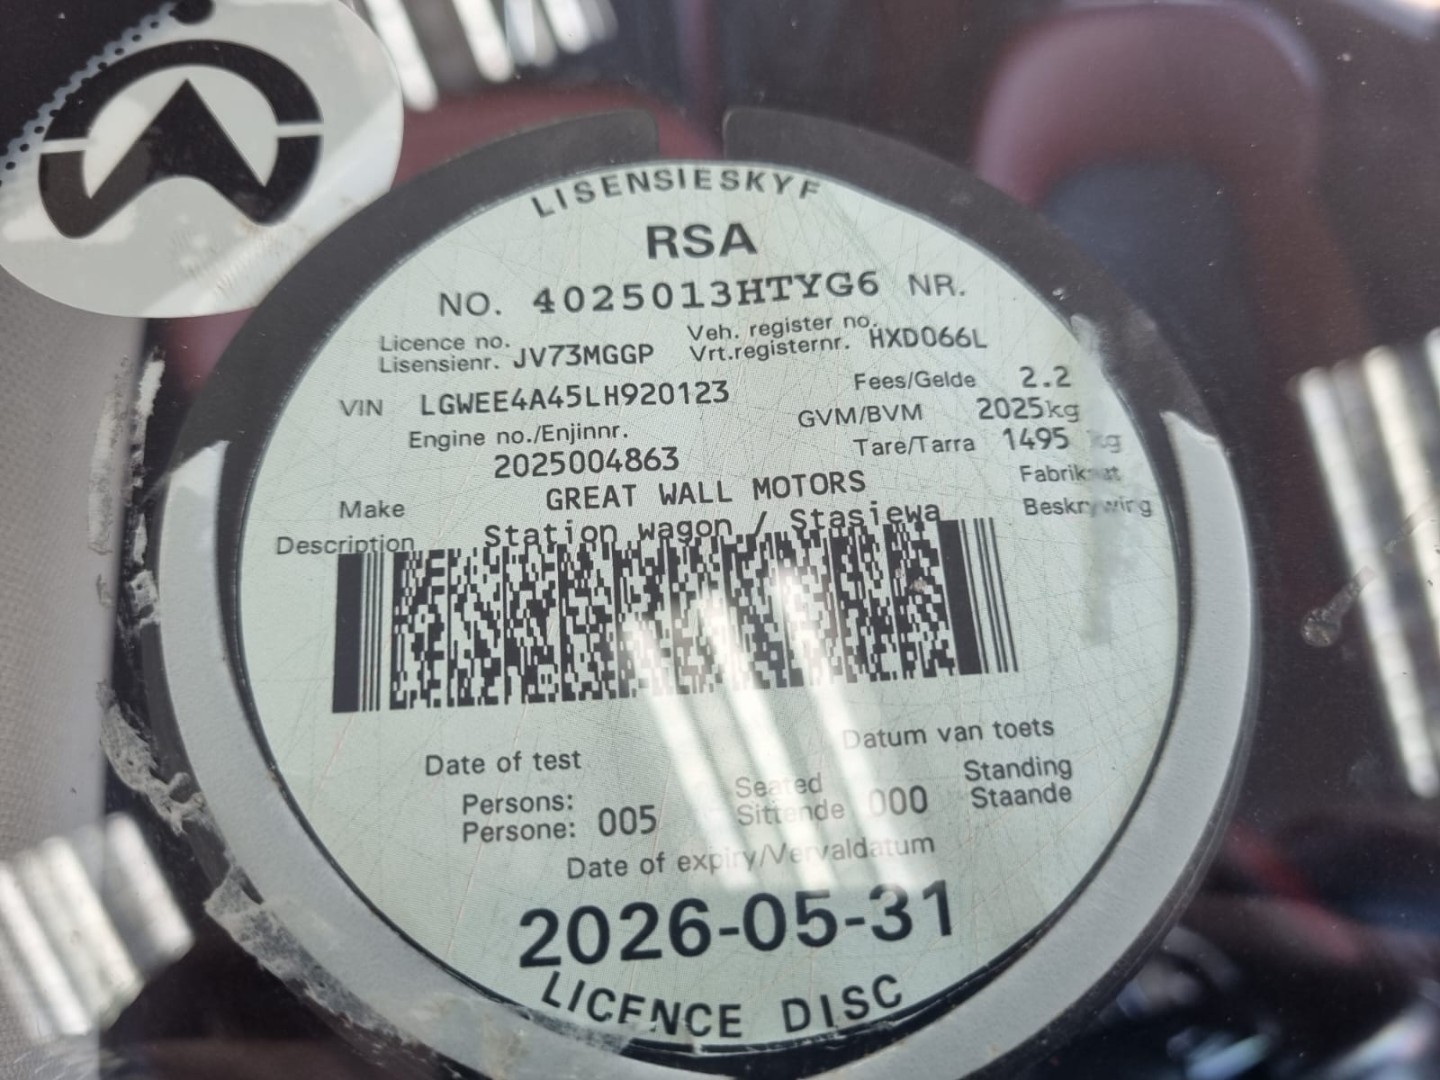 LISENSIESKYF
RSA
NO. 4025013HTYG6 NR.
Licence no. Veh. register no.
Lisensienr. JV73MGGP Vrt.registernr. HXD066L
VIN LGWEE4A45LH920123 Fees/Gelde 2.2
Engine no./Enjinnr. GVM/BVM 2025kg
2025004863 Tare/Tarra 1495 kg
Make GREAT WALL MOTORS Fabrikaat
Description Station wagon / Stasiewa Beskrywing
Date of test Datum van toets
Persons: Seated Standing
Persone: 005 Sittende 000 Staande
Date of expiry/Vervaldatum
2026-05-31
LICENCE DISC